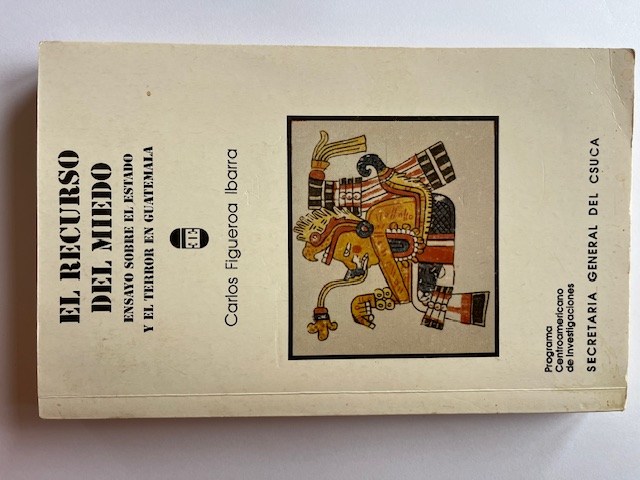 EL RECURSO
DEL MIEDO
ENSAYO SOBRE EL ESTADO
Y EL TERROR EN GUATEMALA
Carlos Figueroa Ibarra
Programa
Centroamericano
de Investigaciones
SECRETARIA GENERAL DEL CSUCA